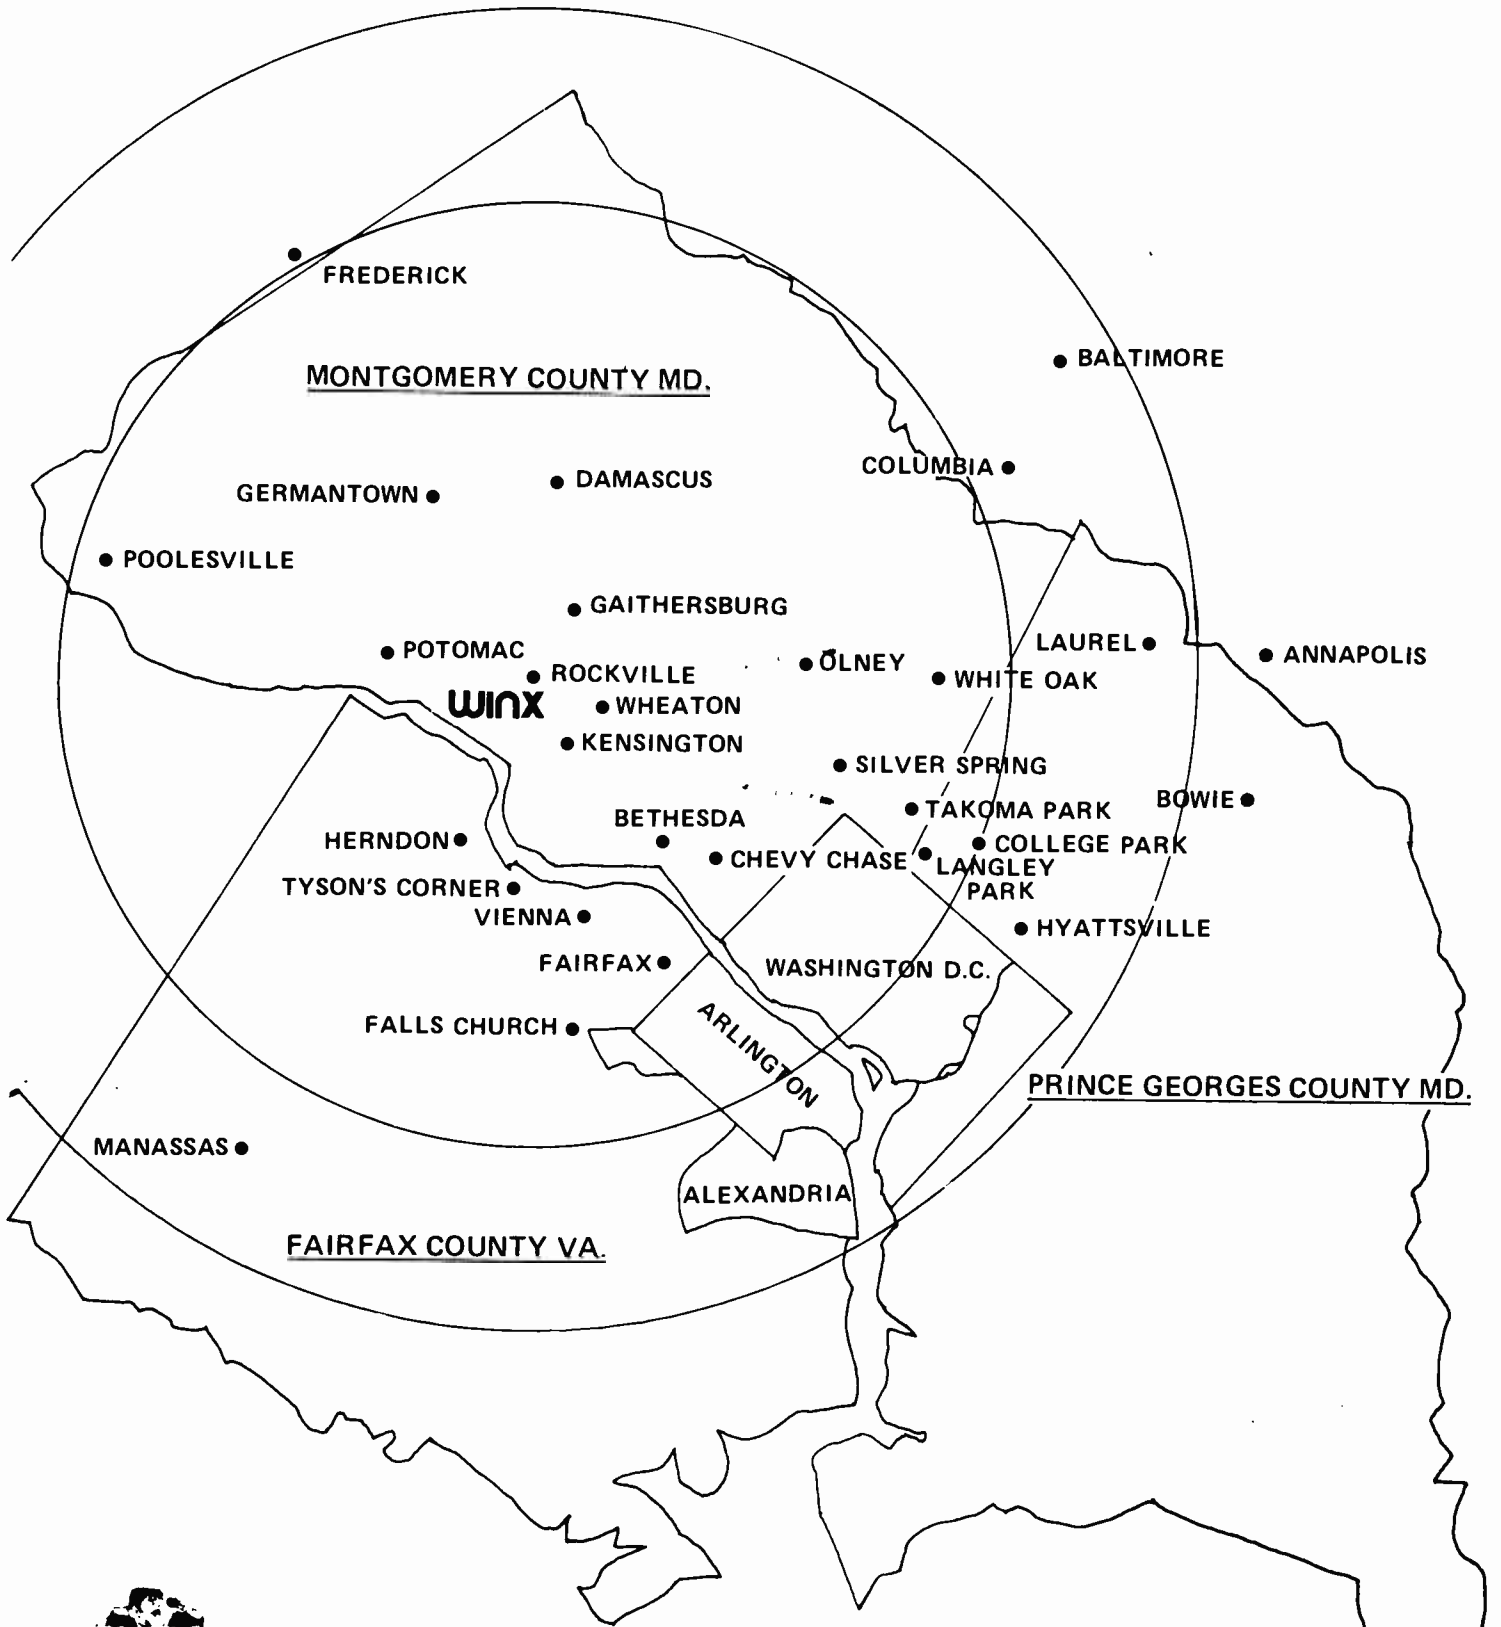 FREDERICK
BALTIMORE
MONTGOMERY COUNTY MD.
COLUMBIA
DAMASCUS
GERMANTOWN
POOLESVILLE
GAITHERSBURG
LAUREL
POTOMAC
ANNAPOLIS
OLNEY
ROCKVILLE
WHITE OAK
WINX
WHEATON
KENSINGTON
SILVER SPRING
BOWIE
TAKOMA PARK
BETHESDA
HERNDON
COLLEGE PARK
CHEVY CHASE
LANGLEY
PARK
TYSON'S CORNER
VIENNA
HYATTSVILLE
FAIRFAX
WASHINGTON D.C.
FALLS CHURCH
ARLINGTON
PRINCE GEORGES COUNTY MD.
MANASSAS
ALEXANDRIA
FAIRFAX COUNTY VA.